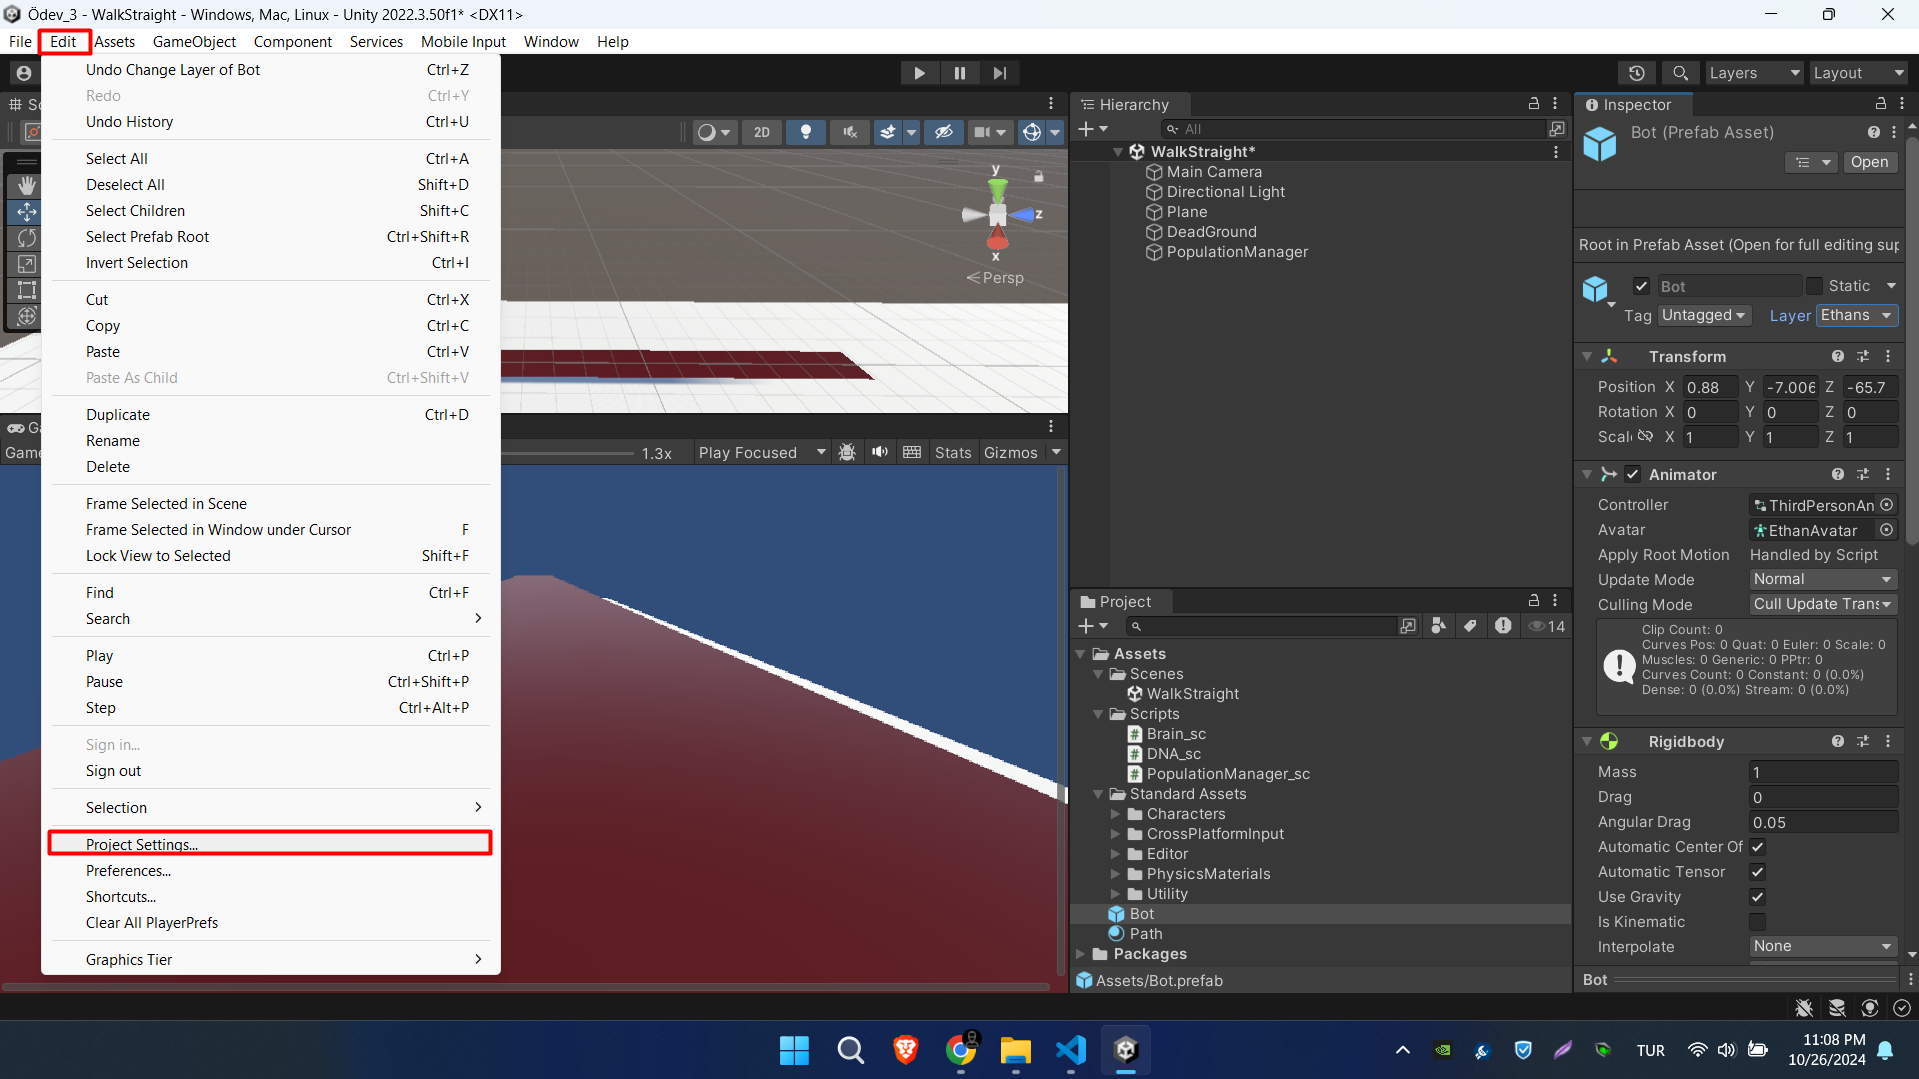 Ödev_3 - WalkStraight - Windows, Mac, Linux - Unity 2022.3.50f1* <DX11>
File Edit Assets GameObject Component Services Mobile Input Window Help
Undo Change Layer of Bot Ctrl+Z
Redo Ctrl+Y
Undo History Ctrl+U
Select All Ctrl+A
Deselect All Shift+D
Select Children Shift+C
Select Prefab Root Ctrl+Shift+R
Invert Selection Ctrl+I
Cut Ctrl+X
Copy Ctrl+C
Paste Ctrl+V
Paste As Child Ctrl+Shift+V
Duplicate Ctrl+D
Rename
Delete
Frame Selected in Scene
Frame Selected in Window under Cursor F
Lock View to Selected Shift+F
Find Ctrl+F
Search
Play Ctrl+P
Pause Ctrl+Shift+P
Step Ctrl+Alt+P
Sign in...
Sign out
Selection
Project Settings...
Preferences...
Shortcuts...
Clear All PlayerPrefs
Graphics Tier
Layers Layout
2D
y
z
x
Persp
Game
1.3x Play Focused Stats Gizmos
Hierarchy
All
WalkStraight*
Main Camera
Directional Light
Plane
DeadGround
PopulationManager
Project
14
Assets
Scenes
WalkStraight
Scripts
Brain_sc
DNA_sc
PopulationManager_sc
Standard Assets
Characters
CrossPlatformInput
Editor
PhysicsMaterials
Utility
Bot
Path
Packages
Assets/Bot.prefab
Inspector
Bot (Prefab Asset)
Open
Root in Prefab Asset (Open for full editing sup
Bot Static
Tag Untagged Layer Ethans
Transform
Position X 0.88 Y -7.006 Z -65.7
Rotation X 0 Y 0 Z 0
Scale X 1 Y 1 Z 1
Animator
Controller ThirdPersonAn
Avatar EthanAvatar
Apply Root Motion Handled by Script
Update Mode Normal
Culling Mode Cull Update Trans
Clip Count: 0
Curves Pos: 0 Quat: 0 Euler: 0 Scale: 0
Muscles: 0 Generic: 0 PPtr: 0
Curves Count: 0 Constant: 0 (0.0%)
Dense: 0 (0.0%) Stream: 0 (0.0%)
Rigidbody
Mass 1
Drag 0
Angular Drag 0.05
Automatic Center Of
Automatic Tensor
Use Gravity
Is Kinematic
Interpolate None
Bot
TUR
11:08 PM
10/26/2024